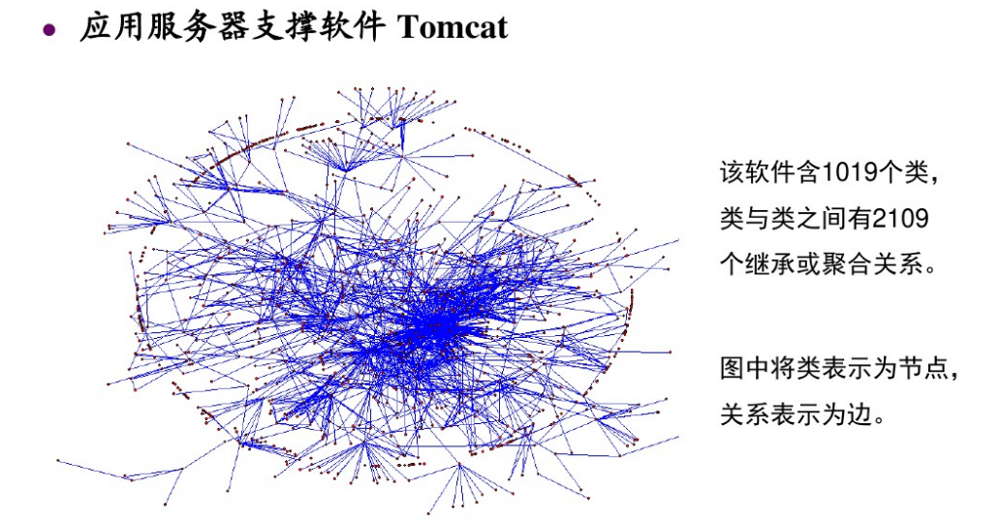 • 应用服务器支撑软件 Tomcat
该软件含1019个类，
类与类之间有2109
个继承或聚合关系。
图中将类表示为节点，
关系表示为边。